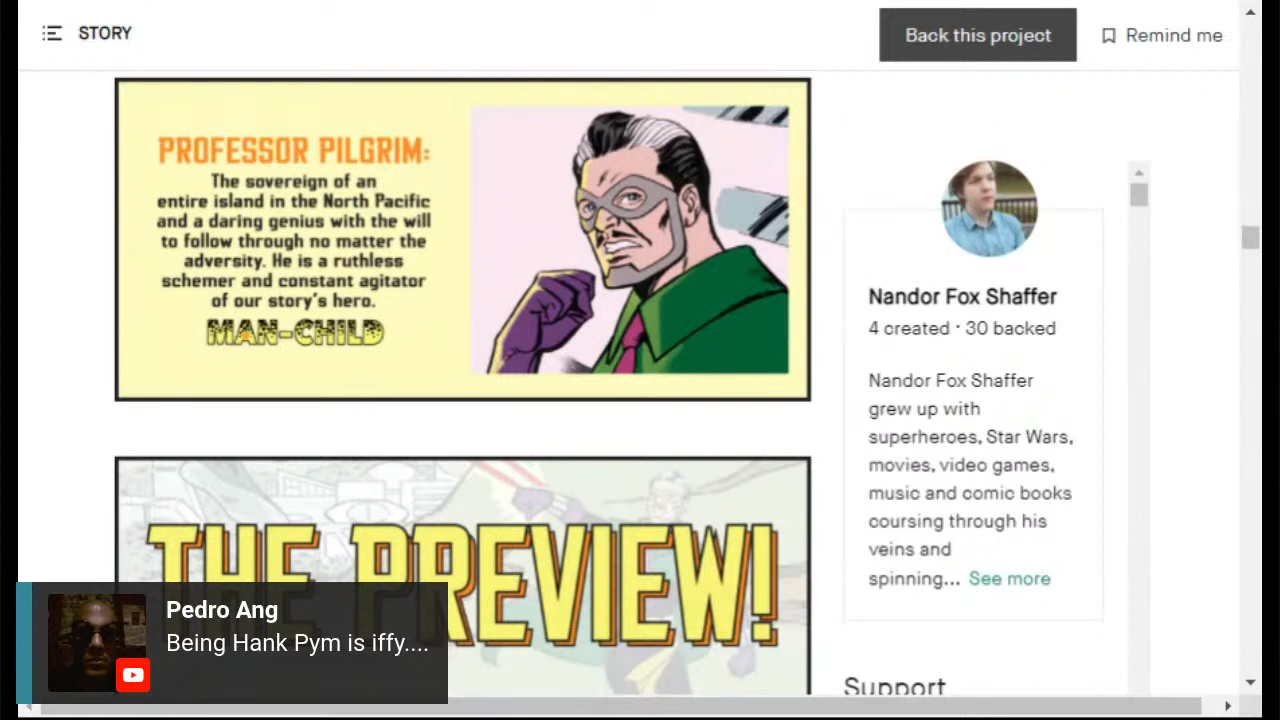 STORY
Back this project
Remind me
PROFESSOR PILGRIM:
The sovereign of an
entire island in the North Pacific
and a daring genius with the will
to follow through no matter the
adversity. He is a ruthless
schemer and constant agitator
of our story's hero.
MAN-CHILD
Nandor Fox Shaffer
4 created · 30 backed
Nandor Fox Shaffer
grew up with
superheroes, Star Wars,
movies, video games,
music and comic books
coursing through his
veins and
spinning... See more
THE PREVIEW!
Pedro Ang
Being Hank Pym is iffy....
Support